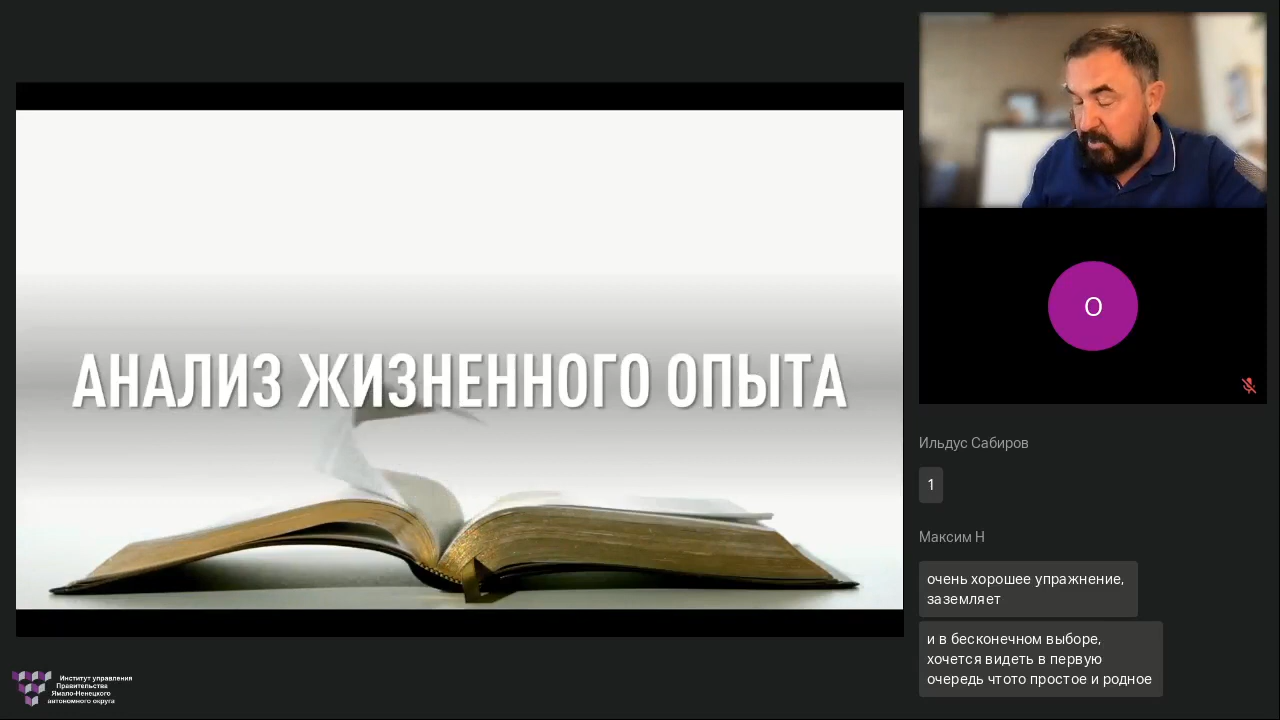 АНАЛИЗ ЖИЗНЕННОГО ОПЫТА
О
Ильдус Сабиров
1
Максим Н
очень хорошее упражнение,
заземляет
и в бесконечном выборе,
хочется видеть в первую
очередь чтото простое и родное
Институт управления
Правительства
Ямало-Ненецкого
автономного округа